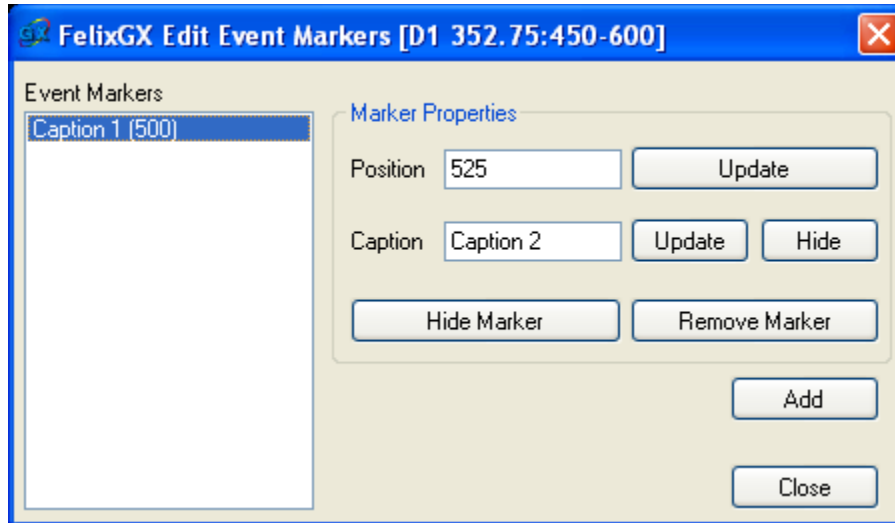 FelixGX Edit Event Markers [D1 352.75:450-600]
Event Markers
Caption 1 (500)
Marker Properties
Position 525 Update
Caption Caption 2 Update Hide
Hide Marker Remove Marker
Add
Close